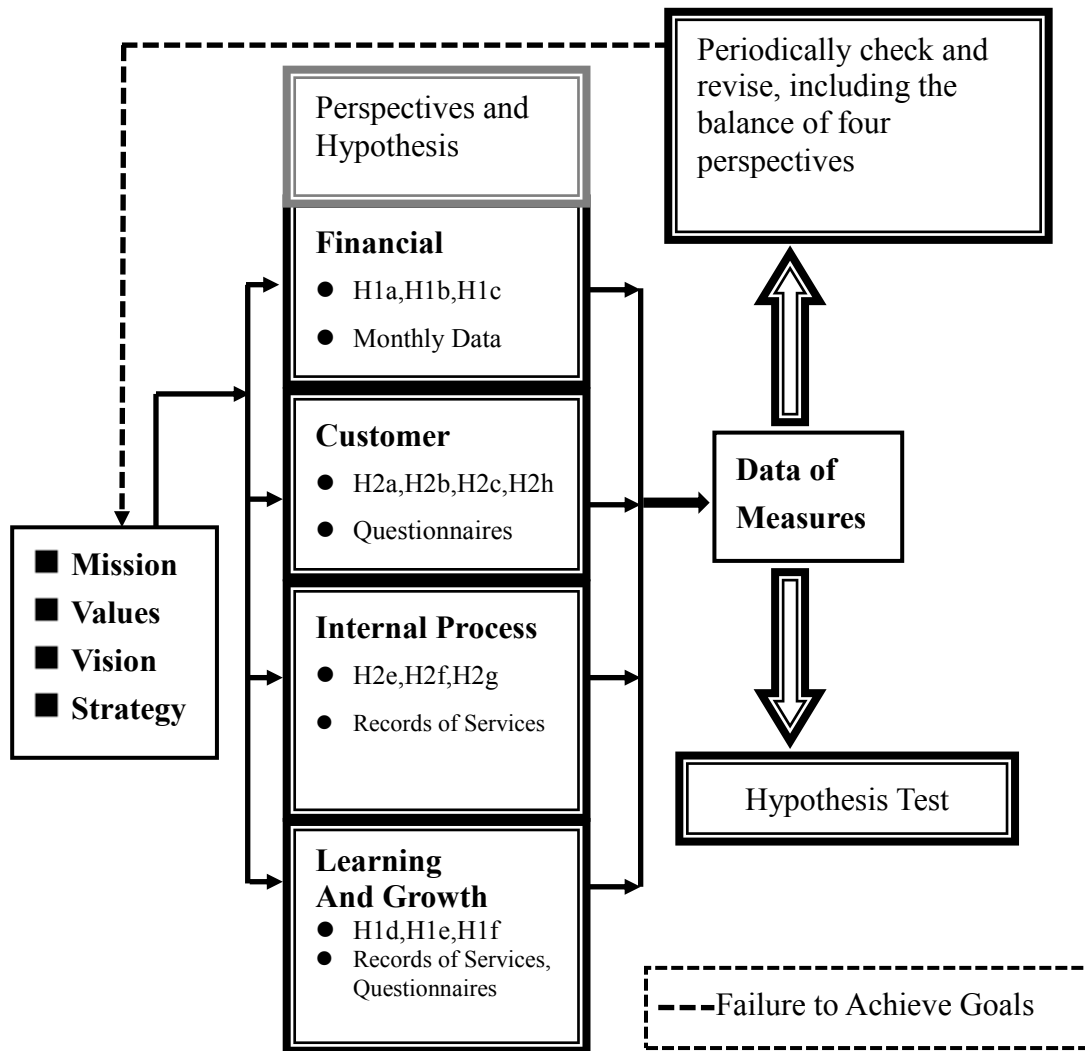 Periodically check and
revise, including the
balance of four
perspectives
Perspectives and
Hypothesis
Financial
● H1a,H1b,H1c
● Monthly Data
Customer
● H2a,H2b,H2c,H2h
● Questionnaires
Internal Process
● H2e,H2f,H2g
● Records of Services
Learning
And Growth
● H1d,H1e,H1f
● Records of Services,
Questionnaires
■ Mission
■ Values
■ Vision
■ Strategy
Data of
Measures
Hypothesis Test
Failure to Achieve Goals